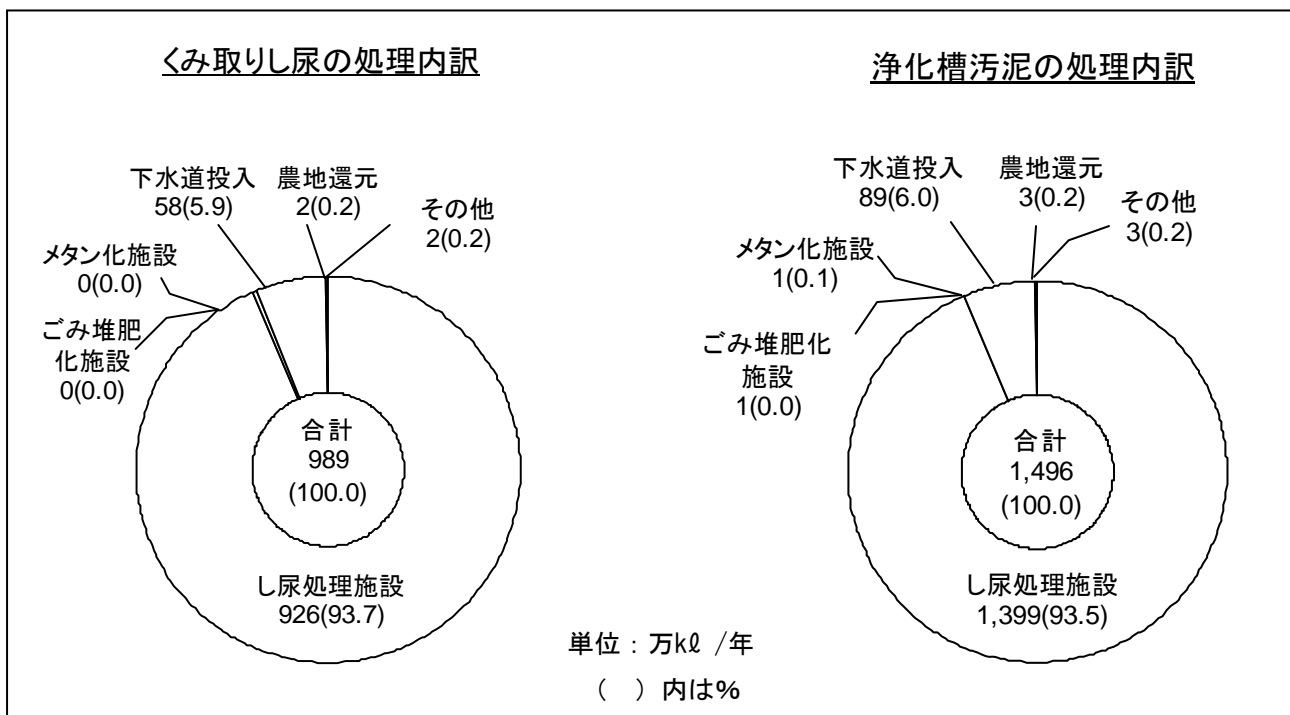 くみ取りし尿の処理内訳
下水道投入
58(5.9)
農地還元
2(0.2)
その他
2(0.2)
メタン化施設
0(0.0)
ごみ堆肥
化施設
0(0.0)
合計
989
(100.0)
し尿処理施設
926(93.7)
浄化槽汚泥の処理内訳
下水道投入
89(6.0)
農地還元
3(0.2)
その他
3(0.2)
メタン化施設
1(0.1)
ごみ堆肥化
施設
1(0.0)
合計
1,496
(100.0)
し尿処理施設
1,399(93.5)
単位：万kℓ /年
（　）内は%